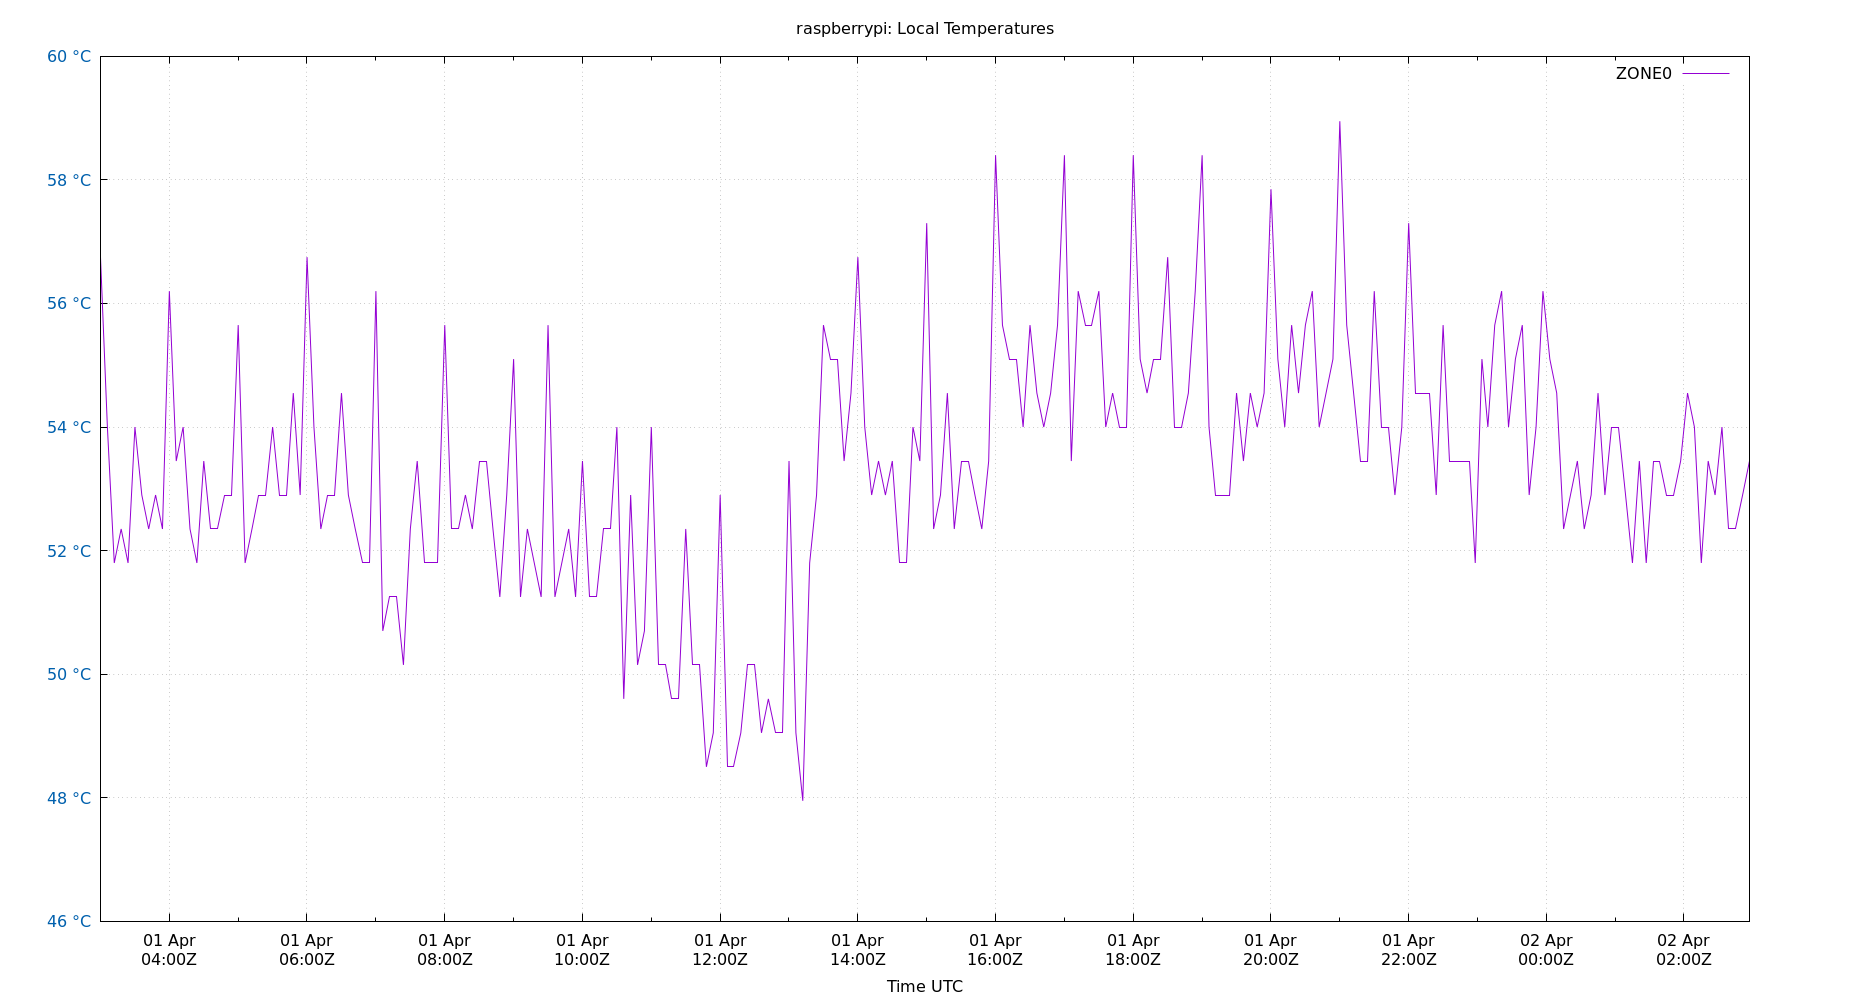 raspberrypi: Local Temperatures
60 °C
ZONE0
58 °C
56 °C
54 °C
52 °C
50 °C
48 °C
46 °C
01 Apr 01 Apr 01 Apr 01 Apr 01 Apr 01 Apr 01 Apr 01 Apr 01 Apr 01 Apr 02 Apr 02 Apr
04:00Z 06:00Z 08:00Z 10:00Z 12:00Z 14:00Z 16:00Z 18:00Z 20:00Z 22:00Z 00:00Z 02:00Z
Time UTC